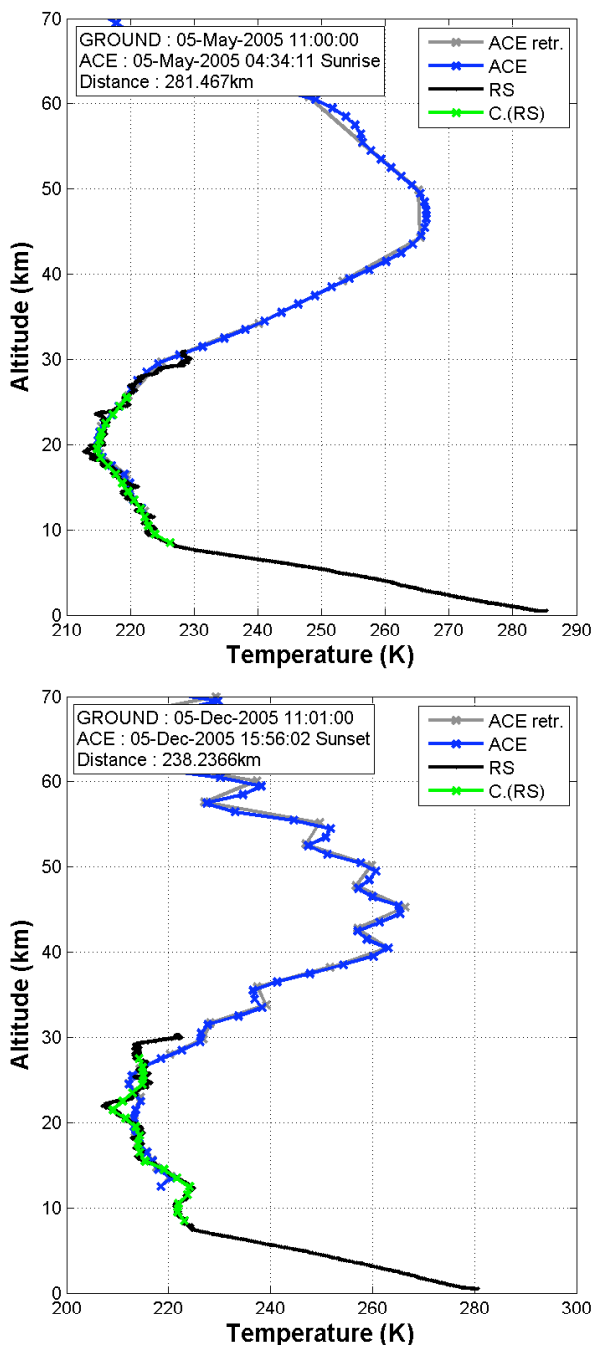 70
60
50
40
30
20
10
0
Altitude (km)
GROUND : 05-May-2005 11:00:00
ACE : 05-May-2005 04:34:11 Sunrise
Distance : 281.467km
ACE retr.
ACE
RS
C.(RS)
210 220 230 240 250 260 270 280 290
Temperature (K)
70
60
50
40
30
20
10
0
Altitude (km)
GROUND : 05-Dec-2005 11:01:00
ACE : 05-Dec-2005 15:56:02 Sunset
Distance : 238.2366km
ACE retr.
ACE
RS
C.(RS)
200 220 240 260 280 300
Temperature (K)